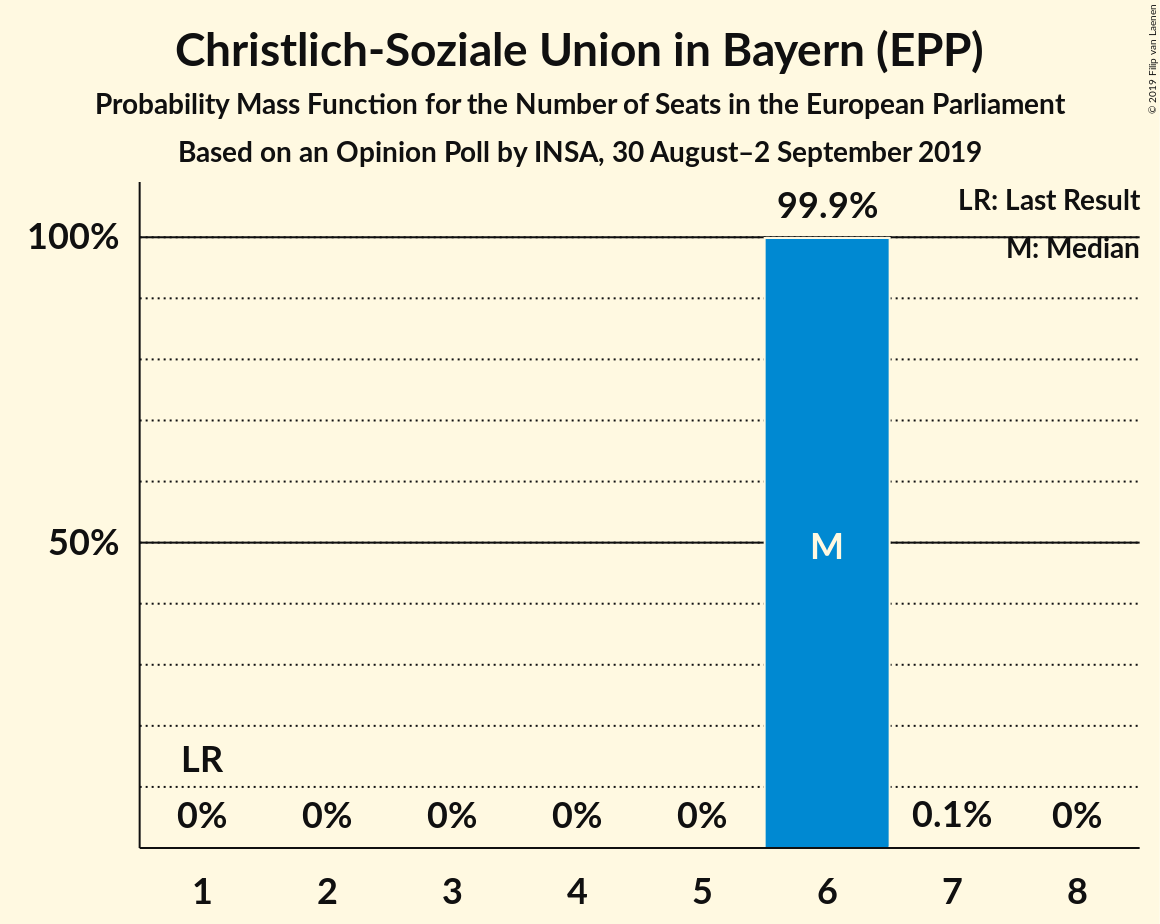 Christlich-Soziale Union in Bayern (EPP)
Probability Mass Function for the Number of Seats in the European Parliament
Based on an Opinion Poll by INSA, 30 August–2 September 2019
© 2019 Filip van Laenen
LR: Last Result
M: Median
99.9%
100%
50%
M
LR
0% 0% 0% 0% 0% 0.1% 0%
1 2 3 4 5 6 7 8